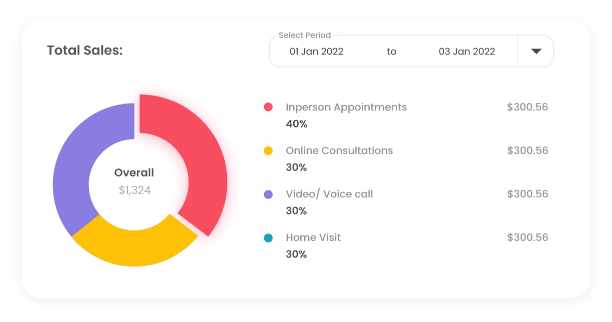 Select Period
Total Sales:
01 Jan 2022 to 03 Jan 2022
Inperson Appointments $300.56
40%
Online Consultations $300.56
30%
Overall
$1,324
Video/ Voice call $300.56
30%
Home Visit $300.56
30%